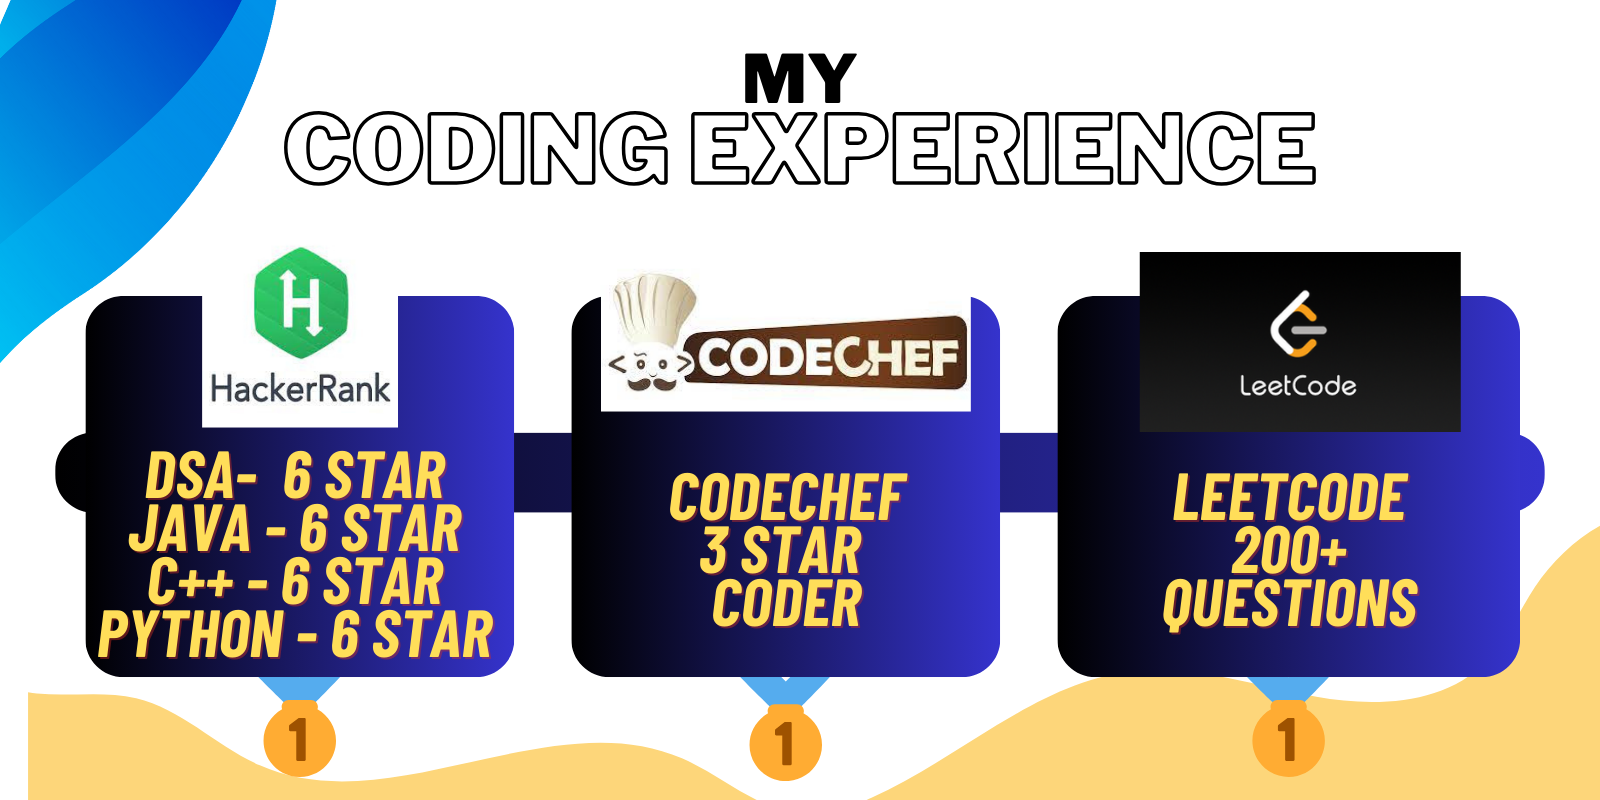 MY
CODING EXPERIENCE
HackerRank
DSA-  6 STAR
JAVA - 6 STAR
C++ - 6 STAR
PYTHON - 6 STAR
1
<> CODECHEF
CODECHEF
3 STAR
CODER
1
LeetCode
LEETCODE
200+
QUESTIONS
1